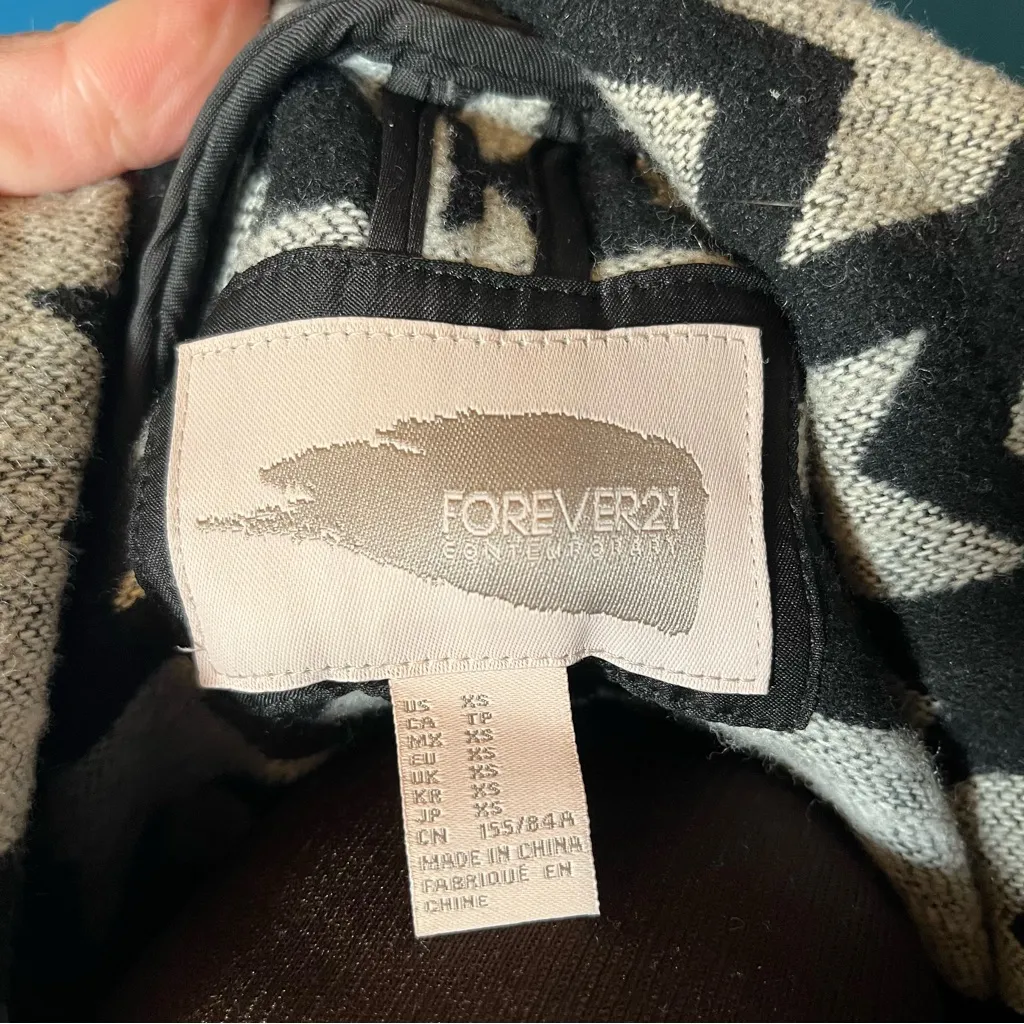 FOREVER21
CONTEMPORARY
US XS
CA TP
MX XS
EU XS
UK XS
KR XS
JP XS
CN 155/84A
MADE IN CHINA
FABRIQUÉ EN
CHINE